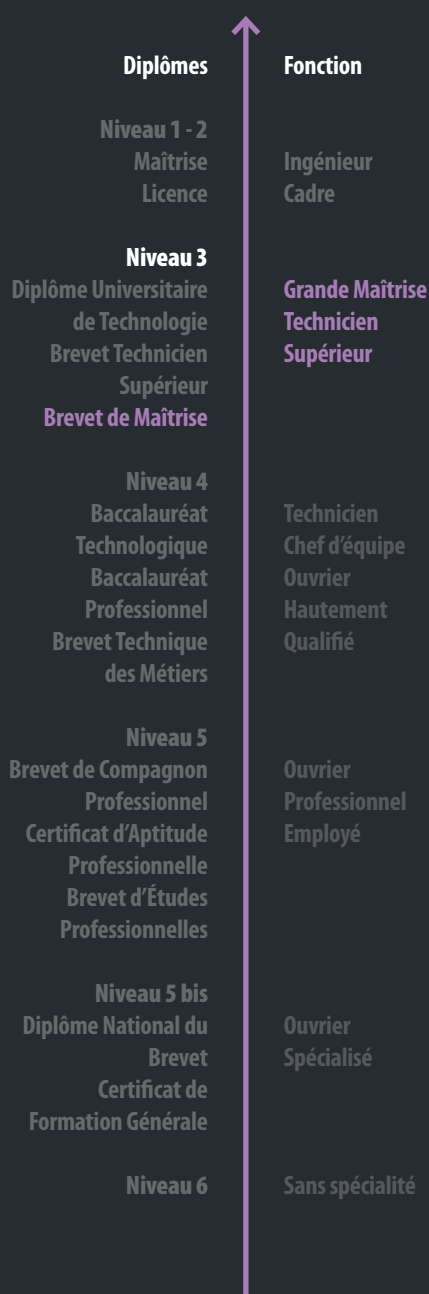 Diplômes
Fonction
Niveau 1 - 2
Maîtrise
Licence
Ingénieur
Cadre
Niveau 3
Diplôme Universitaire
de Technologie
Brevet Technicien
Supérieur
Brevet de Maîtrise
Grande Maîtrise
Technicien
Supérieur
Niveau 4
Baccalauréat
Technologique
Baccalauréat
Professionnel
Brevet Technique
des Métiers
Technicien
Chef d’équipe
Ouvrier
Hautement
Qualifié
Niveau 5
Brevet de Compagnon
Professionnel
Certificat d’Aptitude
Professionnelle
Brevet d’Études
Professionnelles
Ouvrier
Professionnel
Employé
Niveau 5 bis
Diplôme National du
Brevet
Certificat de
Formation Générale
Ouvrier
Spécialisé
Niveau 6
Sans spécialité